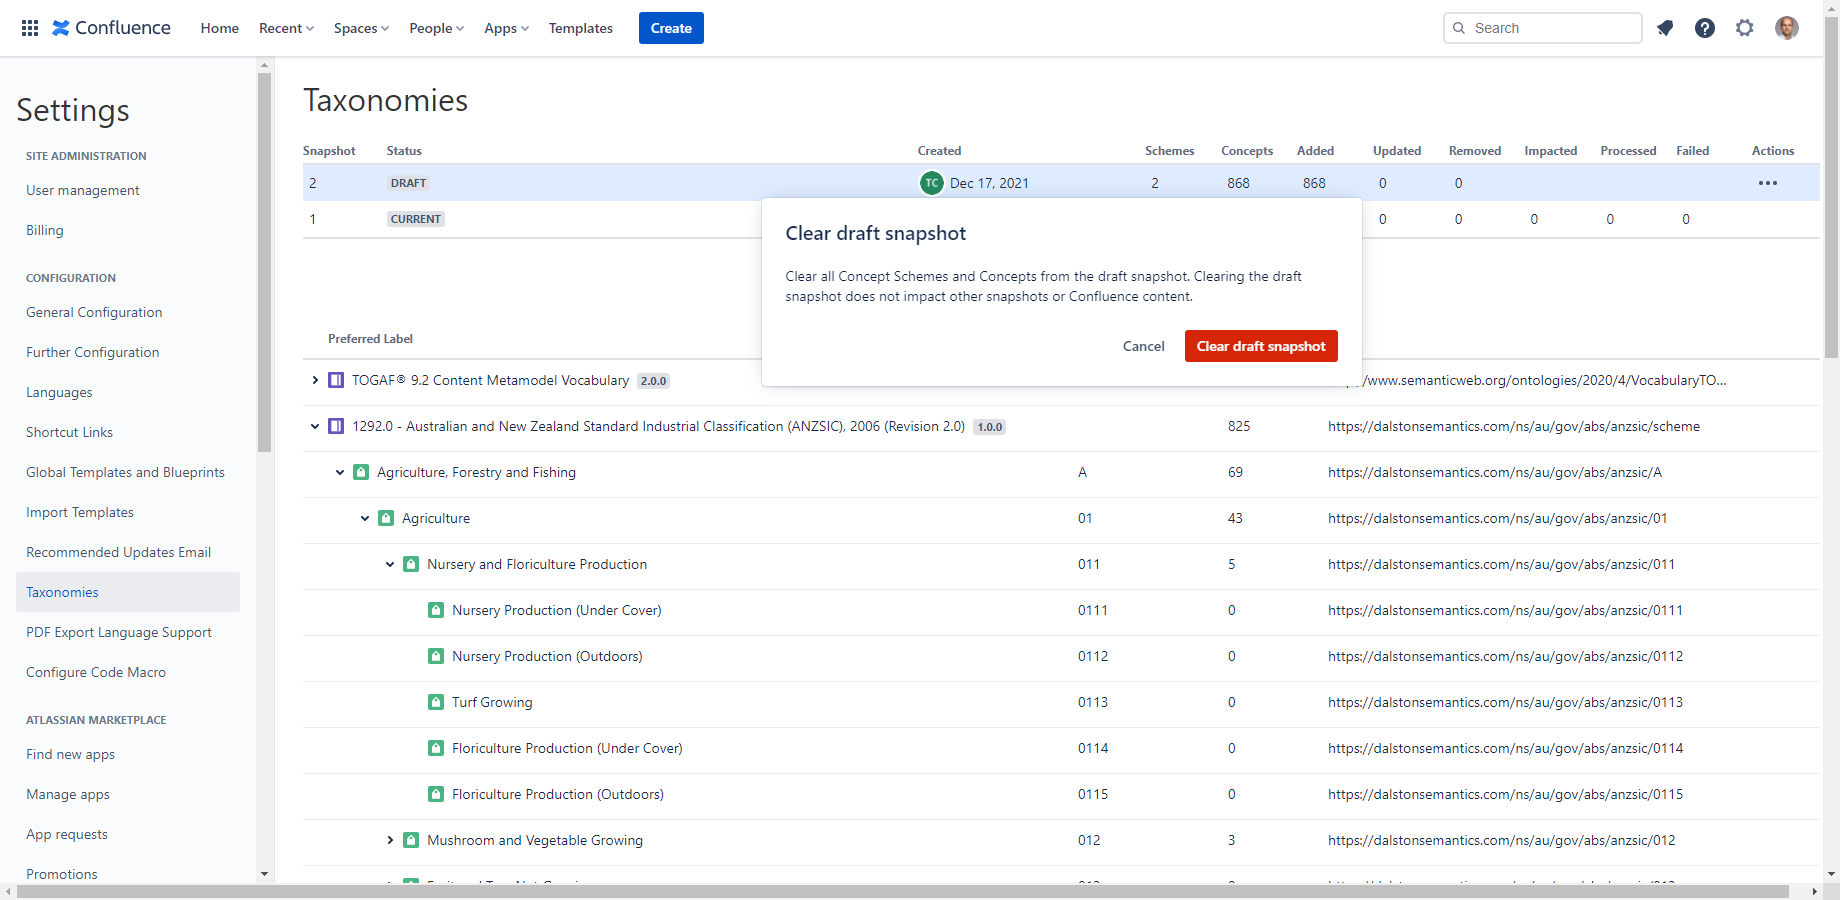 Confluence
Home Recent Spaces People Apps Templates Create Search
Settings
SITE ADMINISTRATION
User management
Billing
CONFIGURATION
General Configuration
Further Configuration
Languages
Shortcut Links
Global Templates and Blueprints
Import Templates
Recommended Updates Email
Taxonomies
PDF Export Language Support
Configure Code Macro
ATLASSIAN MARKETPLACE
Find new apps
Manage apps
App requests
Promotions
Taxonomies
Snapshot Status Created Schemes Concepts Added Updated Removed Impacted Processed Failed Actions
2 DRAFT TC Dec 17, 2021 2 868 868 0 0
1 CURRENT 0 0 0 0 0
Clear draft snapshot
Clear all Concept Schemes and Concepts from the draft snapshot. Clearing the draft
snapshot does not impact other snapshots or Confluence content.
Cancel Clear draft snapshot
Preferred Label
TOGAF® 9.2 Content Metamodel Vocabulary 2.0.0 /www.semanticweb.org/ontologies/2020/4/VocabularyTO...
1292.0 - Australian and New Zealand Standard Industrial Classification (ANZSIC), 2006 (Revision 2.0) 1.0.0 825 https://dalstonsemantics.com/ns/au/gov/abs/anzsic/scheme
Agriculture, Forestry and Fishing A 69 https://dalstonsemantics.com/ns/au/gov/abs/anzsic/A
Agriculture 01 43 https://dalstonsemantics.com/ns/au/gov/abs/anzsic/01
Nursery and Floriculture Production 011 5 https://dalstonsemantics.com/ns/au/gov/abs/anzsic/011
Nursery Production (Under Cover) 0111 0 https://dalstonsemantics.com/ns/au/gov/abs/anzsic/0111
Nursery Production (Outdoors) 0112 0 https://dalstonsemantics.com/ns/au/gov/abs/anzsic/0112
Turf Growing 0113 0 https://dalstonsemantics.com/ns/au/gov/abs/anzsic/0113
Floriculture Production (Under Cover) 0114 0 https://dalstonsemantics.com/ns/au/gov/abs/anzsic/0114
Floriculture Production (Outdoors) 0115 0 https://dalstonsemantics.com/ns/au/gov/abs/anzsic/0115
Mushroom and Vegetable Growing 012 3 https://dalstonsemantics.com/ns/au/gov/abs/anzsic/012